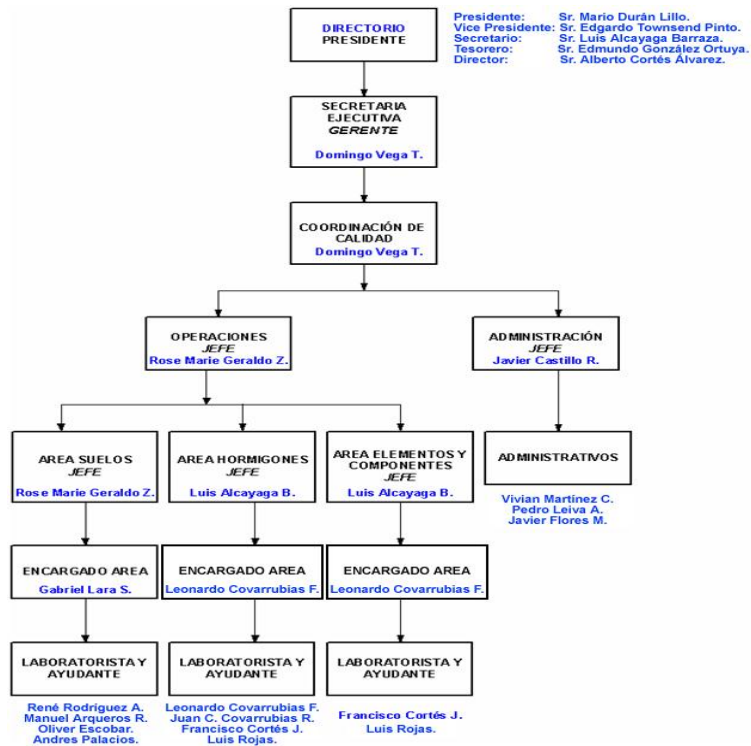 DIRECTORIO
PRESIDENTE
Presidente: Sr. Mario Durán Lillo.
Vice Presidente: Sr. Edgardo Townsend Pinto.
Secretario: Sr. Luis Alcayaga Barraza.
Tesorero: Sr. Edmundo González Ortuya.
Director: Sr. Alberto Cortés Álvarez.
SECRETARIA
EJECUTIVA
GERENTE
Domingo Vega T.
COORDINACIÓN DE
CALIDAD
Domingo Vega T.
OPERACIONES
JEFE
Rose Marie Geraldo Z.
ADMINISTRACIÓN
JEFE
Javier Castillo R.
AREA SUELOS
JEFE
Rose Marie Geraldo Z.
AREA HORMIGONES
JEFE
Luis Alcayaga B.
AREA ELEMENTOS Y
COMPONENTES
JEFE
Luis Alcayaga B.
ADMINISTRATIVOS
Vivian Martínez C.
Pedro Leiva A.
Javier Flores M.
ENCARGADO AREA
Gabriel Lara S.
ENCARGADO AREA
Leonardo Covarrubias F.
ENCARGADO AREA
Leonardo Covarrubias F.
LABORATORISTA Y
AYUDANTE
René Rodríguez A.
Manuel Arqueros R.
Oliver Escobar.
Andres Palacios.
LABORATORISTA Y
AYUDANTE
Leonardo Covarrubias F.
Juan C. Covarrubias R.
Francisco Cortés J.
Luis Rojas.
LABORATORISTA Y
AYUDANTE
Francisco Cortés J.
Luis Rojas.